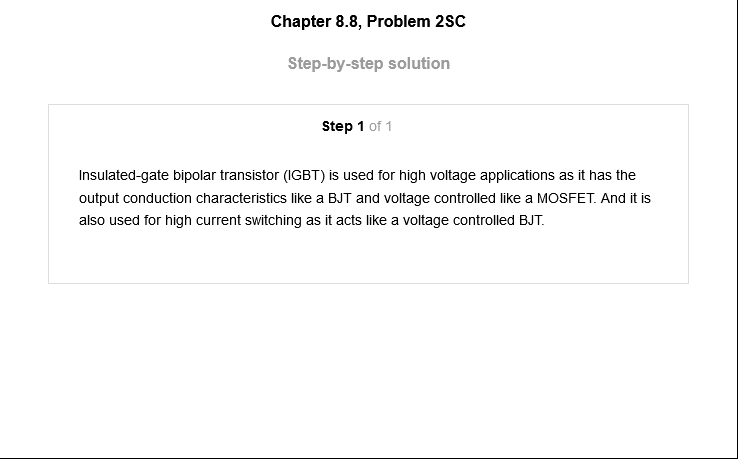 Chapter 8.8, Problem 2SC
Step-by-step solution
Step 1 of 1
Insulated-gate bipolar transistor (IGBT) is used for high voltage applications as it has the
output conduction characteristics like a BJT and voltage controlled like a MOSFET. And it is
also used for high current switching as it acts like a voltage controlled BJT.